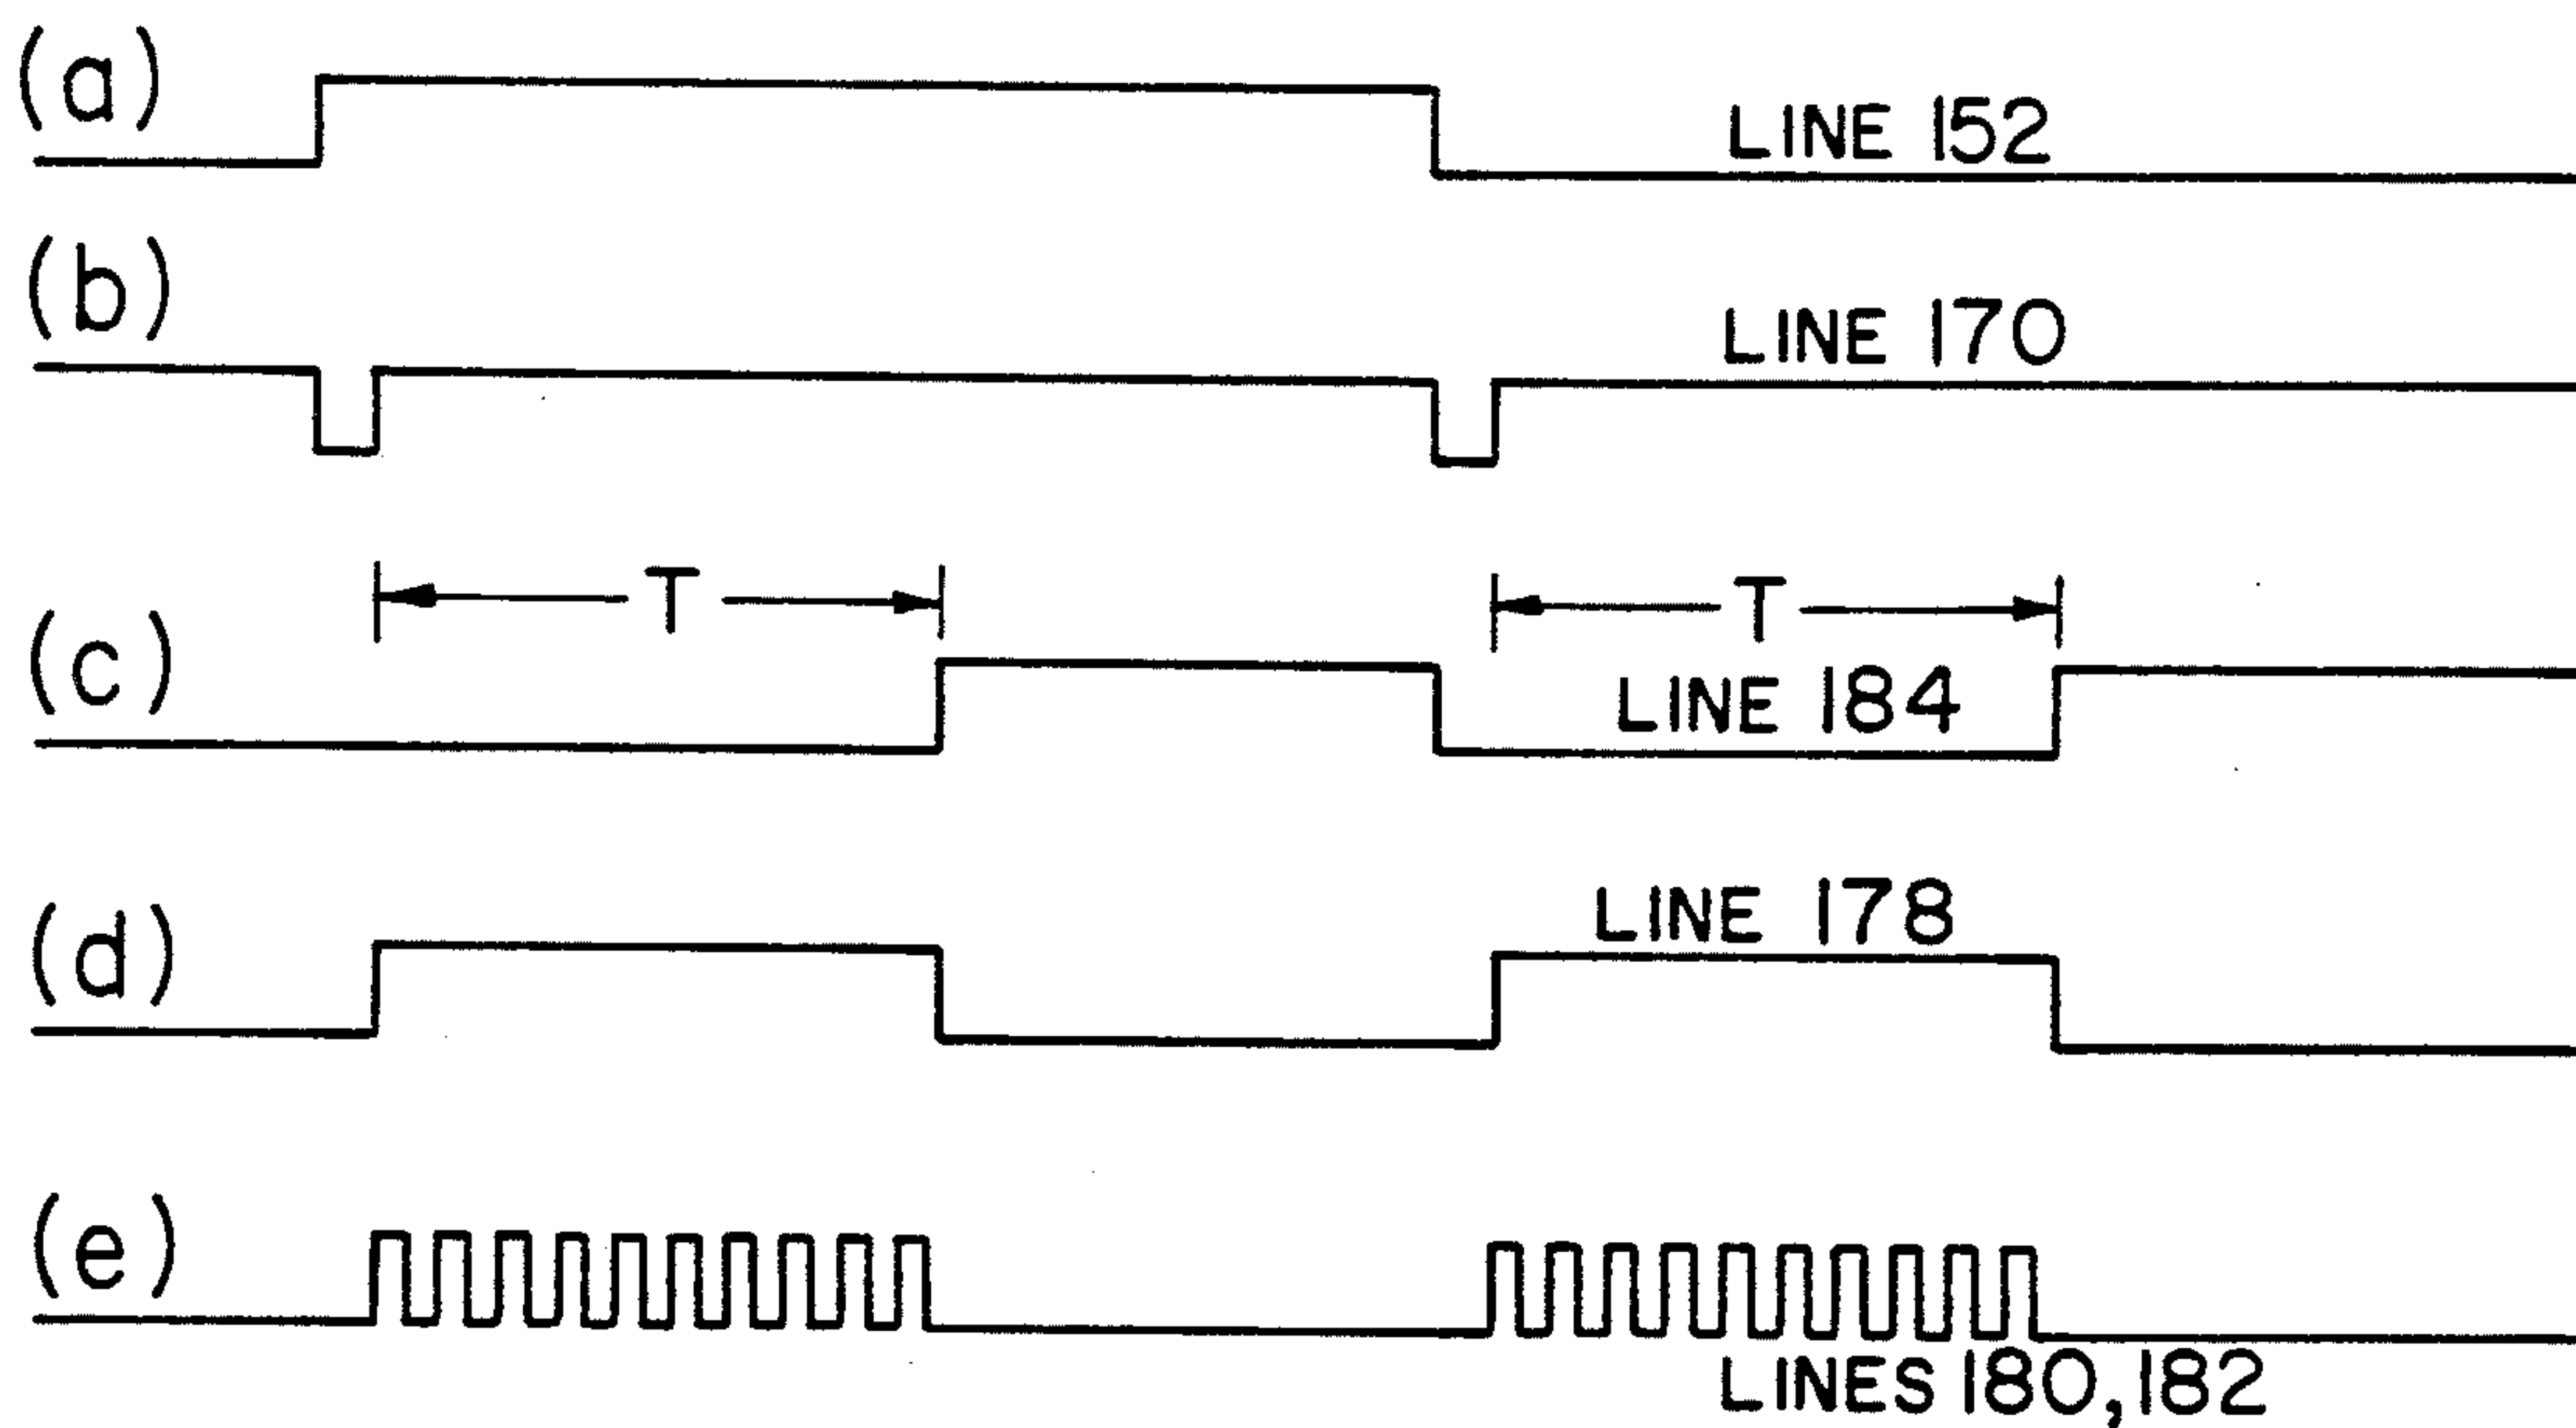 (a)
LINE 152
(b)
LINE 170
T
T
(c)
LINE 184
(d)
LINE 178
(e)
LINES 180,182